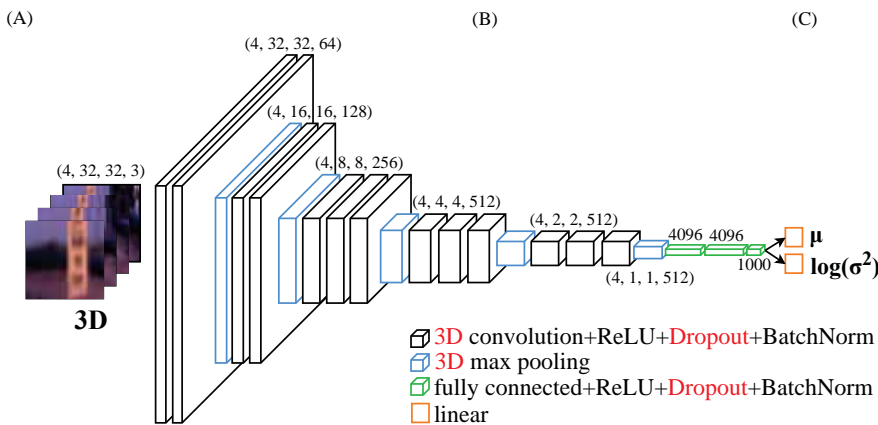 (A)
(B)
(C)
(4, 32, 32, 64)
(4, 16, 16, 128)
(4, 8, 8, 256)
(4, 32, 32, 3)
(4, 4, 4, 512)
(4, 2, 2, 512)
4096 4096
1000
(4, 1, 1, 512)
μ
log(σ²)
3D
3D convolution+ReLU+Dropout+BatchNorm
3D max pooling
fully connected+ReLU+Dropout+BatchNorm
linear